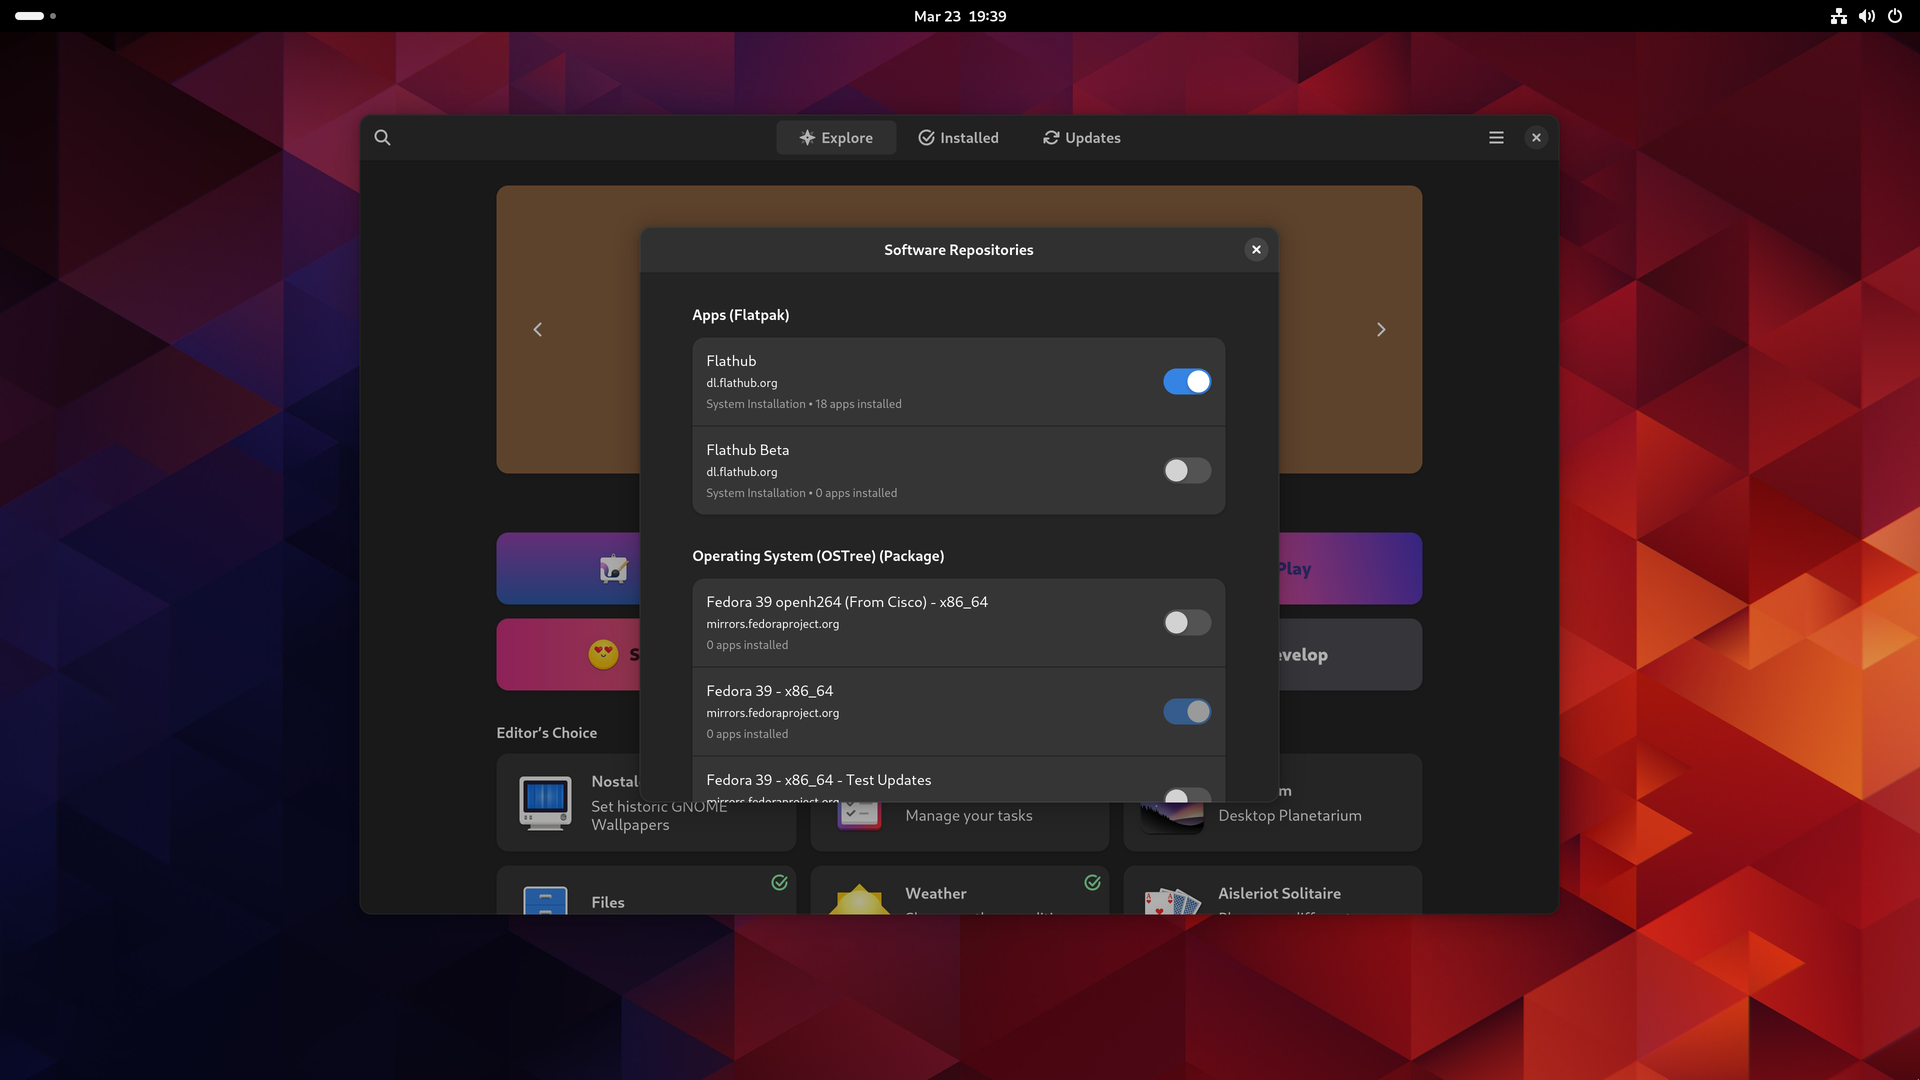 Mar 23 19:39
Explore
Installed
Updates
Software Repositories
Apps (Flatpak)
Flathub
dl.flathub.org
System Installation • 18 apps installed
Flathub Beta
dl.flathub.org
System Installation • 0 apps installed
Operating System (OSTree) (Package)
Fedora 39 openh264 (From Cisco) - x86_64
mirrors.fedoraproject.org
0 apps installed
Fedora 39 - x86_64
mirrors.fedoraproject.org
0 apps installed
Fedora 39 - x86_64 - Test Updates
mirrors.fedoraproject.org
Play
Editor's Choice
Set historic GNOME
Wallpapers
Manage your tasks
Desktop Planetarium
Files
Weather
Aisleriot Solitaire